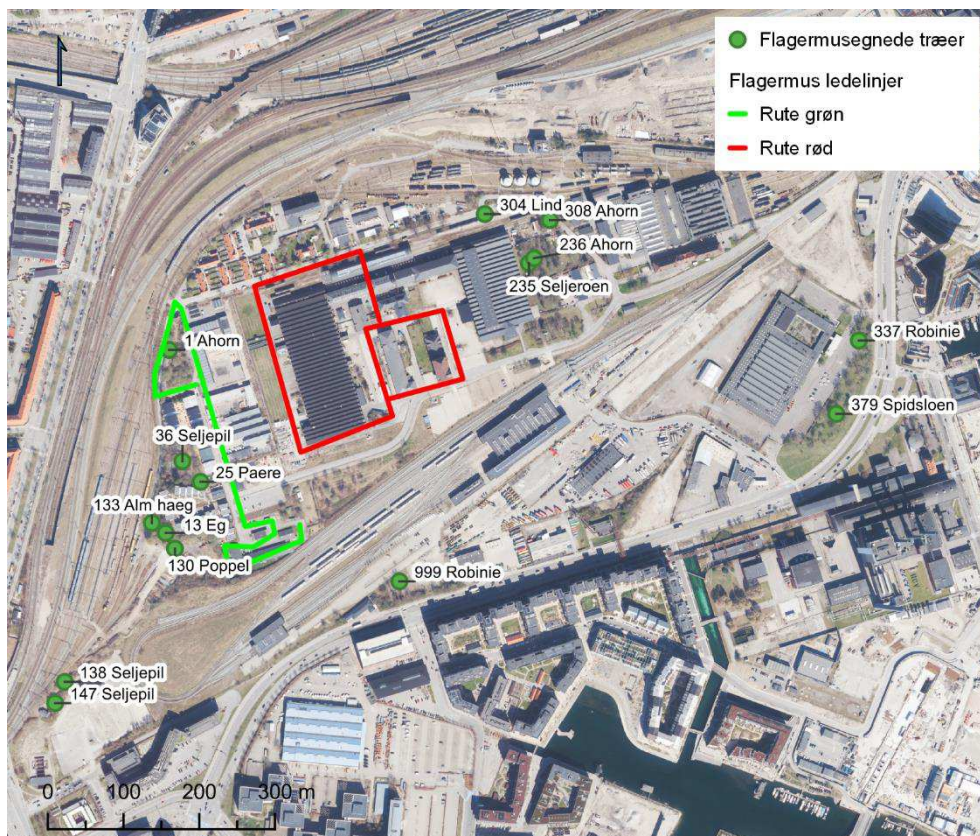 Flagermusegnede træer
Flagermus ledelinjer
Rute grøn
Rute rød
304 Lind
308 Ahorn
236 Ahorn
235 Seljeroen
337 Robinie
1 Ahorn
379 Spidsloen
36 Seljepil
25 Paere
133 Alm haeg
13 Eg
130 Poppel
999 Robinie
138 Seljepil
147 Seljepil
0 100 200 300 m